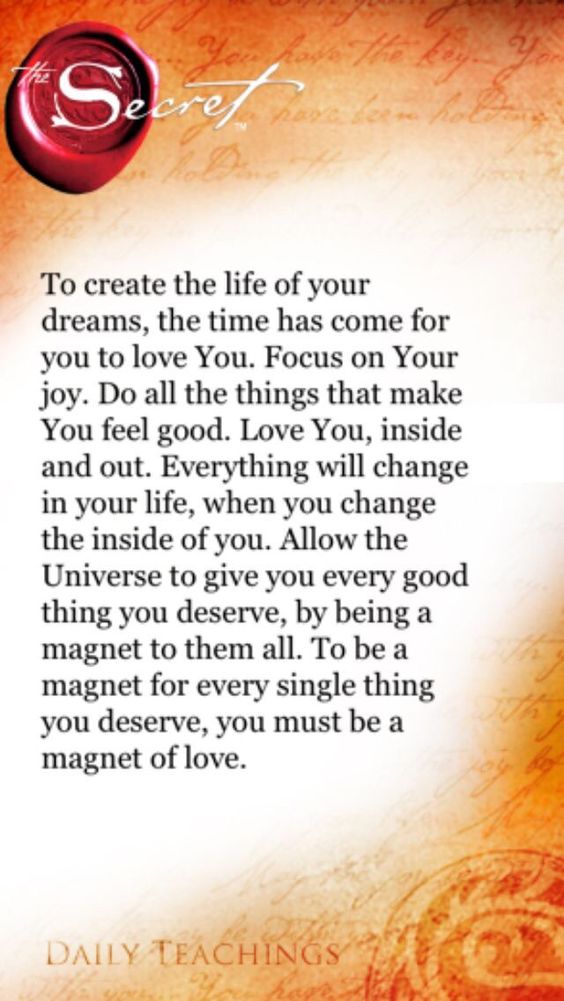 the
Secret™
To create the life of your
dreams, the time has come for
you to love You. Focus on Your
joy. Do all the things that make
You feel good. Love You, inside
and out. Everything will change
in your life, when you change
the inside of you. Allow the
Universe to give you every good
thing you deserve, by being a
magnet to them all. To be a
magnet for every single thing
you deserve, you must be a
magnet of love.
DAILY TEACHINGS